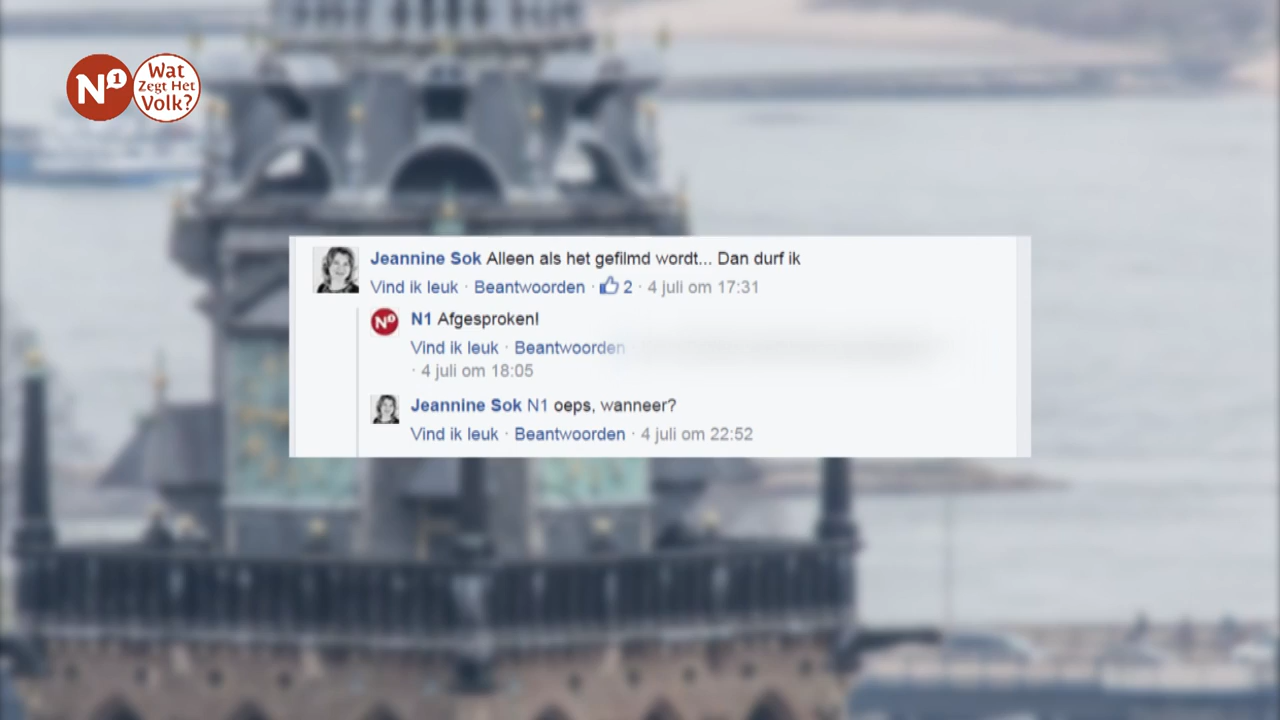 N1
Wat
Zegt Het
Volk?
Jeannine Sok Alleen als het gefilmd wordt... Dan durf ik
Vind ik leuk · Beantwoorden · 2 · 4 juli om 17:31
N1 N1 Afgesproken!
Vind ik leuk · Beantwoorden
· 4 juli om 18:05
Jeannine Sok N1 oeps, wanneer?
Vind ik leuk · Beantwoorden · 4 juli om 22:52